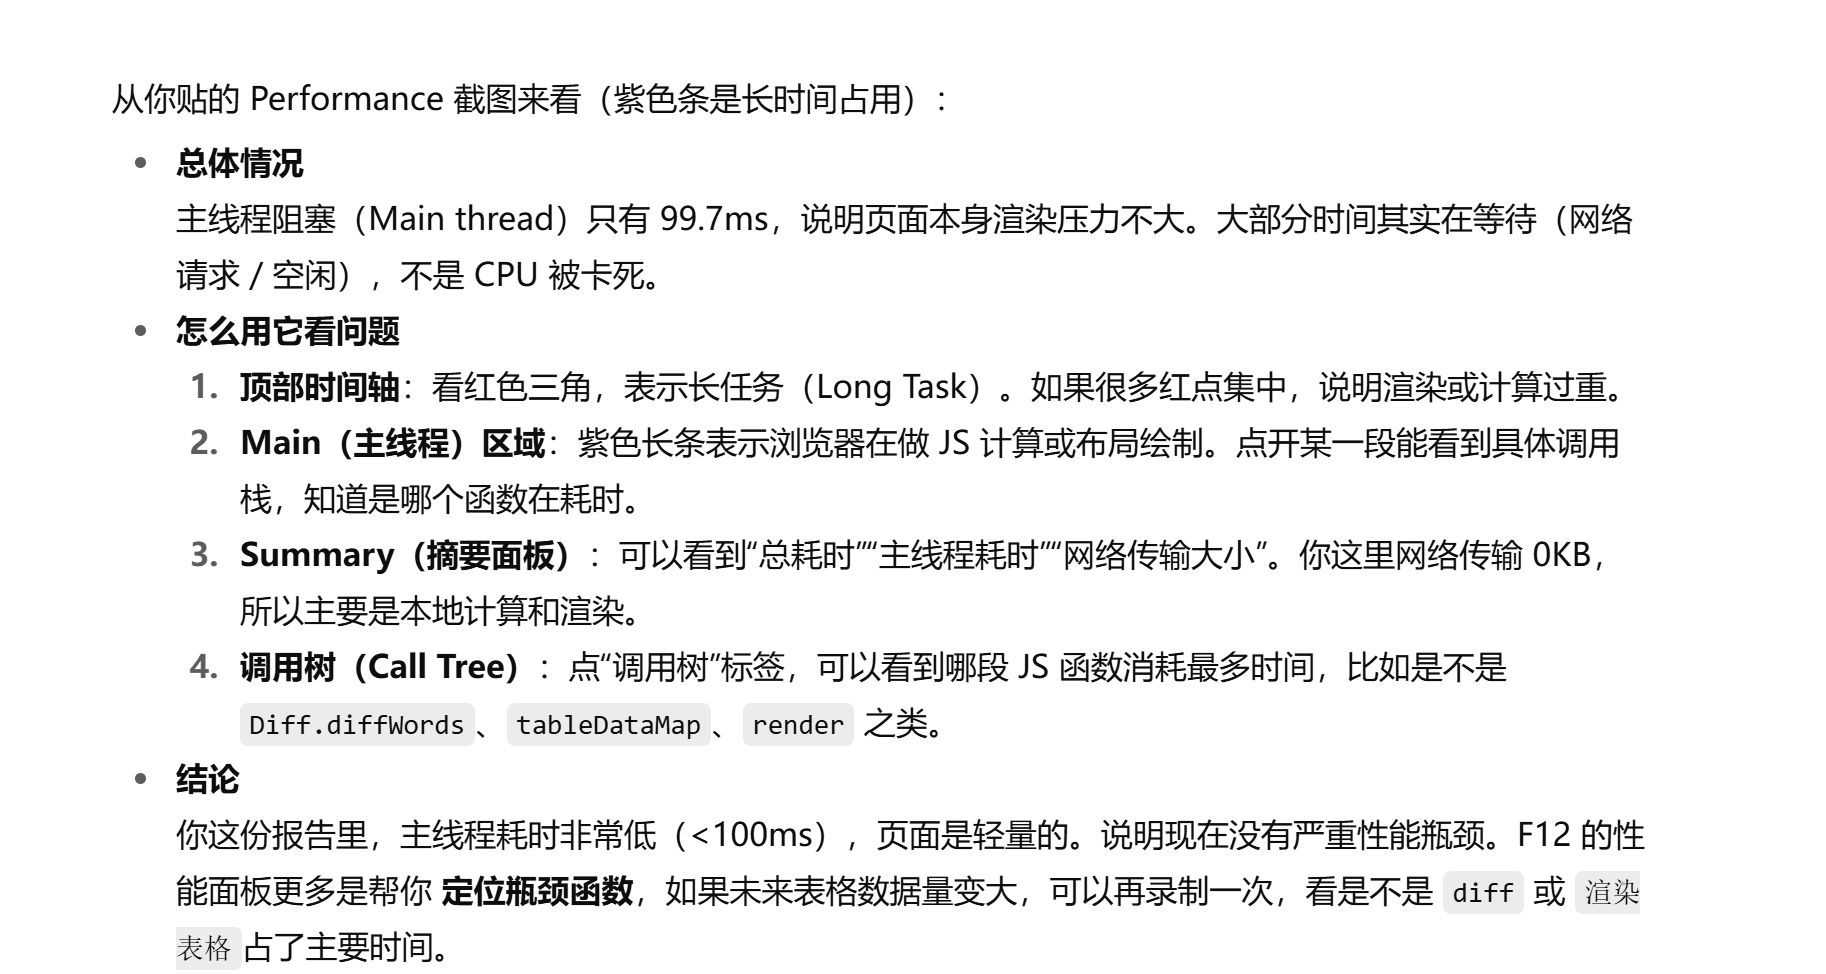 从你贴的 Performance 截图来看（紫色条是长时间占用）：
• 总体情况
主线程阻塞（Main thread）只有 99.7ms，说明页面本身渲染压力不大。大部分时间其实在等待（网络
请求 / 空闲），不是 CPU 被卡死。
• 怎么用它看问题
1. 顶部时间轴：看红色三角，表示长任务（Long Task）。如果很多红点集中，说明渲染或计算过重。
2. Main（主线程）区域：紫色长条表示浏览器在做 JS 计算或布局绘制。点开某一段能看到具体调用
栈，知道是哪个函数在耗时。
3. Summary（摘要面板）：可以看到“总耗时”“主线程耗时”“网络传输大小”。你这里网络传输 0KB，
所以主要是本地计算和渲染。
4. 调用树（Call Tree）：点“调用树”标签，可以看到哪段 JS 函数消耗最多时间，比如是不是
Diff.diffWords、tableDataMap、render 之类。
• 结论
你这份报告里，主线程耗时非常低（<100ms），页面是轻量的。说明现在没有严重性能瓶颈。F12 的性
能面板更多是帮你 定位瓶颈函数，如果未来表格数据量变大，可以再录制一次，看是不是 diff 或 渲染
表格 占了主要时间。